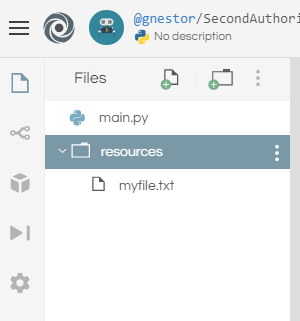 @gnestor/SecondAuthori
No description
Files
main.py
resources
myfile.txt